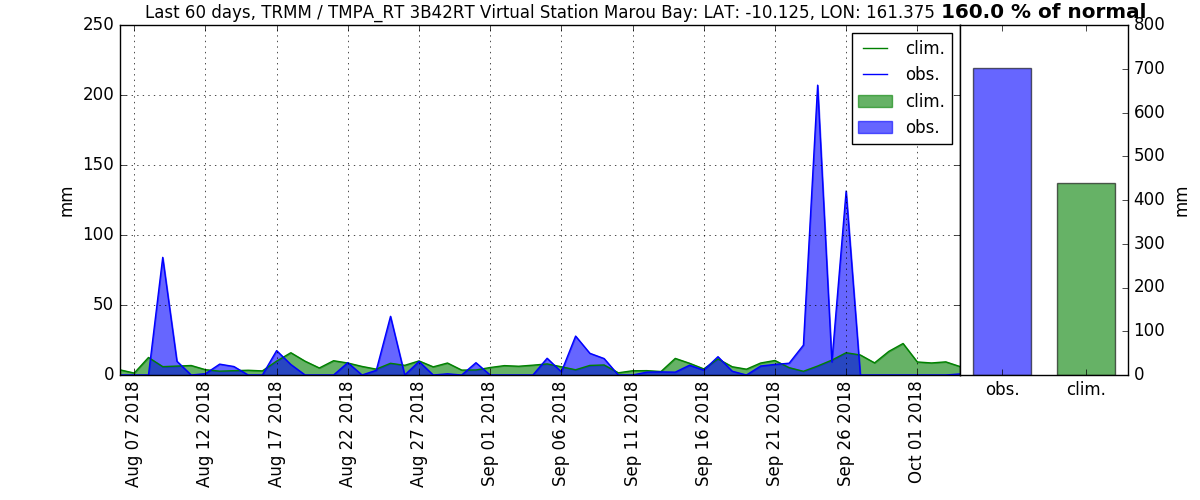 Last 60 days, TRMM / TMPA_RT 3B42RT Virtual Station Marou Bay: LAT: -10.125, LON: 161.375 160.0 % of normal
250
200
150
100
50
0
mm
clim.
obs.
clim.
obs.
800
700
600
500
400
300
200
100
0
mm
Aug 07 2018
Aug 12 2018
Aug 17 2018
Aug 22 2018
Aug 27 2018
Sep 01 2018
Sep 06 2018
Sep 11 2018
Sep 16 2018
Sep 21 2018
Sep 26 2018
Oct 01 2018
obs.
clim.